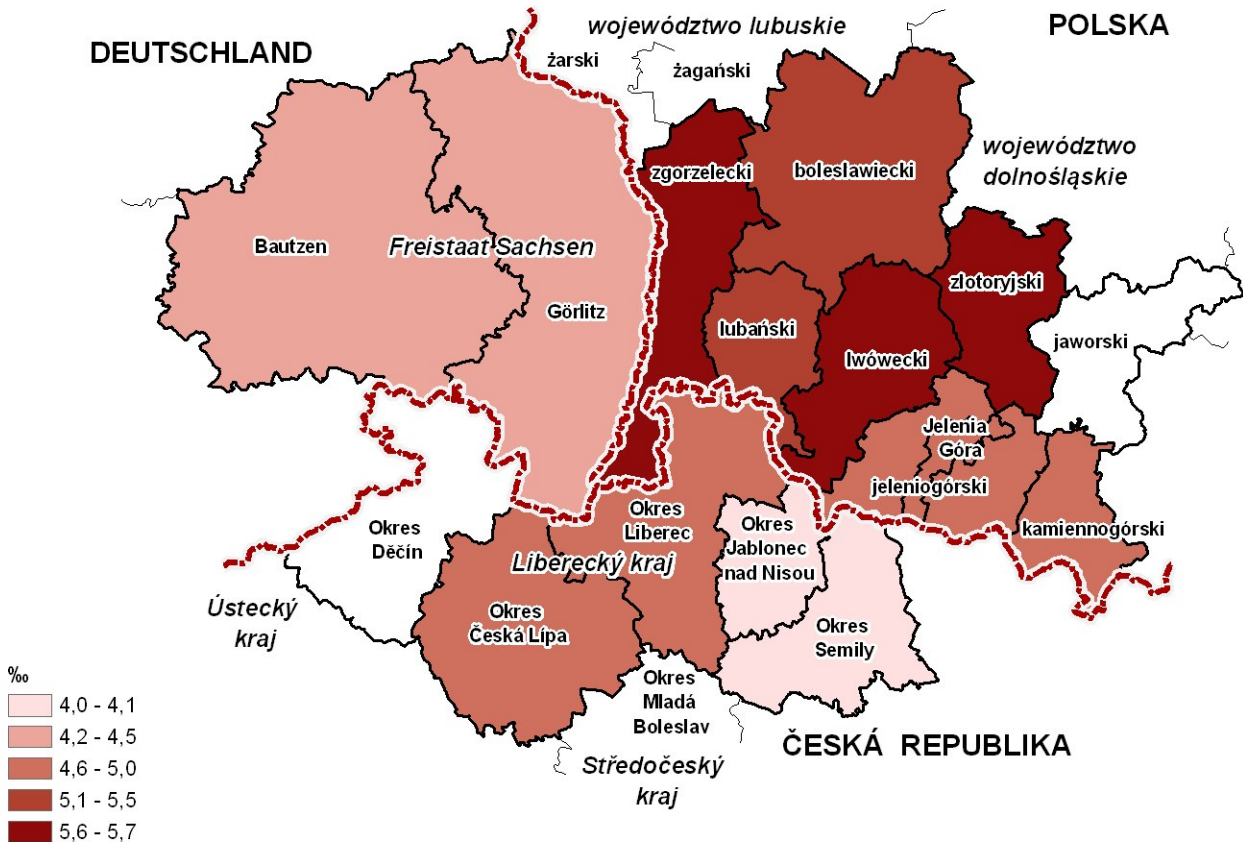 DEUTSCHLAND
województwo lubuskie
POLSKA
żarski
żagański
zgorzelecki
boleslawiecki
województwo
dolnośląskie
Bautzen
Freistaat Sachsen
Görlitz
zlotoryjski
lubański
lwówecki
jaworski
Jelenia
Góra
jeleniogórski
kamiennogórski
Okres
Děčín
Okres
Liberec
Okres
Jablonec
nad Nisou
Liberecký kraj
Ústecký
kraj
Okres
Česká Lípa
Okres
Semily
Okres
Mladá
Boleslav
ČESKÁ REPUBLIKA
Středočeský
kraj
‰
4,0 - 4,1
4,2 - 4,5
4,6 - 5,0
5,1 - 5,5
5,6 - 5,7